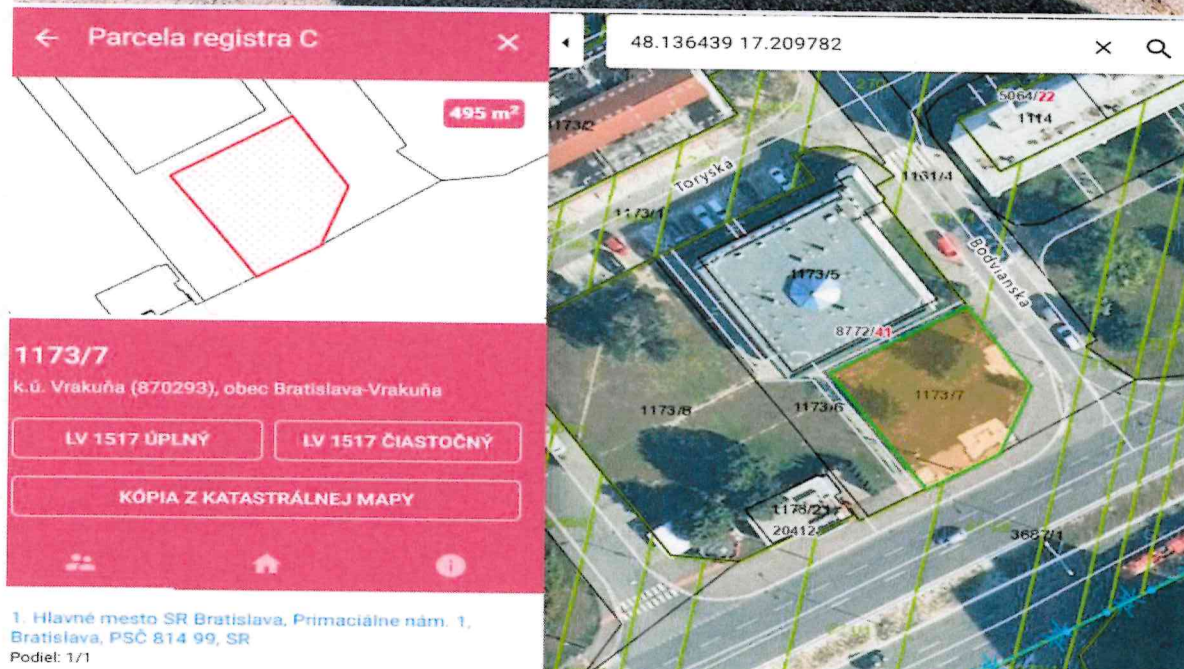 Parcela registra C
495 m²
1173/7
k.ú. Vrakuňa (870293), obec Bratislava-Vrakuňa
LV 1517 ÚPLNÝ
LV 1517 ČIASTOČNÝ
KÓPIA Z KATASTRÁLNEJ MAPY
1. Hlavné mesto SR Bratislava, Primaciálne nám. 1,
Bratislava, PSČ 814 99, SR
Podiel: 1/1
48.136439 17.209782
5064/22
1114
1173/2
Toryská
1161/4
1173/1
Bodvianska
1173/5
8772/41
1173/7
1173/8
1173/6
20412
3687/1